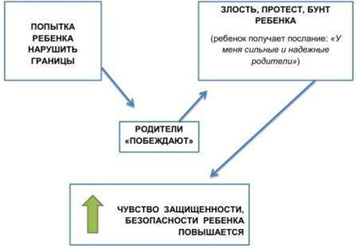 ПОПЫТКА
РЕБЕНКА
НАРУШИТЬ
ГРАНИЦЫ
ЗЛОСТЬ, ПРОТЕСТ, БУНТ
РЕБЕНКА
(ребенок получает послание: «У
меня сильные и надежные
родители»)
РОДИТЕЛИ
«ПОБЕЖДАЮТ»
ЧУВСТВО ЗАЩИЩЕННОСТИ,
БЕЗОПАСНОСТИ РЕБЕНКА
ПОВЫШАЕТСЯ